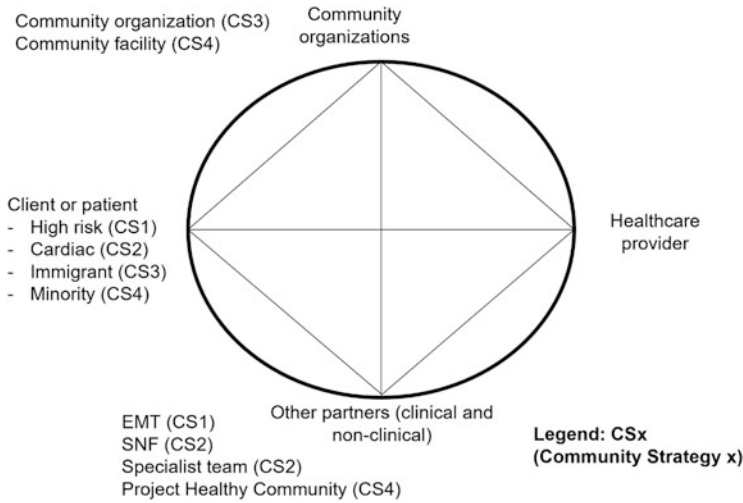 Community organization (CS3)
Community facility (CS4)
Community
organizations
Client or patient
- High risk (CS1)
- Cardiac (CS2)
- Immigrant (CS3)
- Minority (CS4)
Healthcare
provider
Other partners (clinical and
non-clinical)
EMT (CS1)
SNF (CS2)
Specialist team (CS2)
Project Healthy Community (CS4)
Legend: CSx
(Community Strategy x)